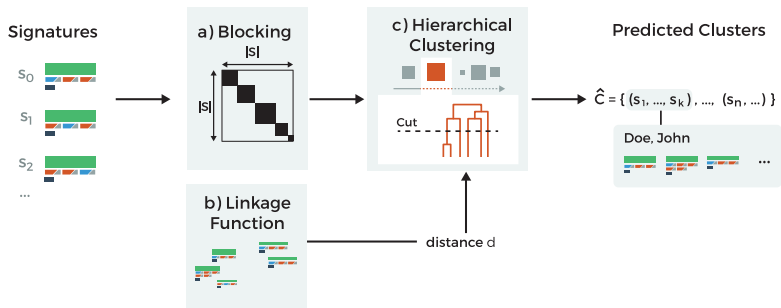 Signatures
s0
s1
s2
...
a) Blocking
|S|
|S|
b) Linkage
Function
c) Hierarchical
Clustering
Cut
distance d
Predicted Clusters
Ĉ = { (s1, ..., sk) , ..., (sn, ...) }
Doe, John
...